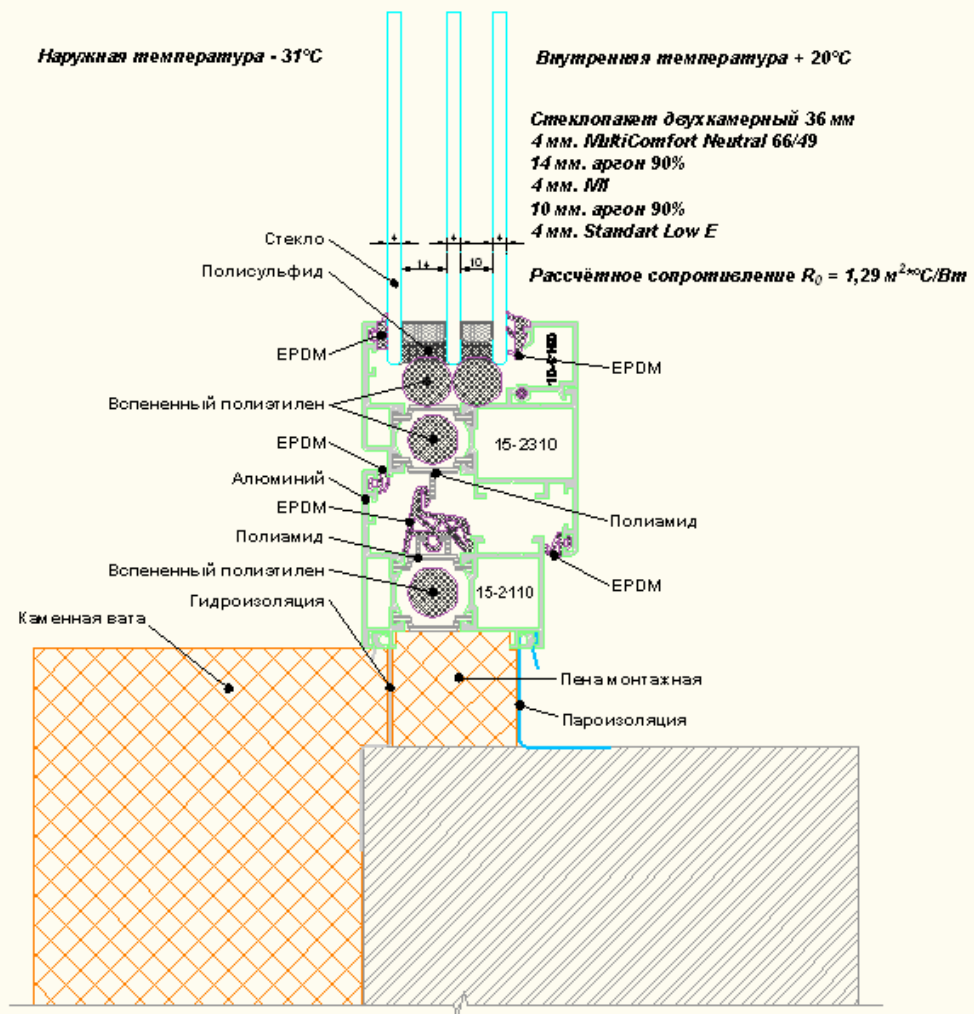 Наружная температура - 31°C
Внутренняя температура + 20°C
Стеклопакет двухкамерный 36 мм
4 мм. MultiComfort Neutral 66/49
14 мм. аргон 90%
4 мм. M1
10 мм. аргон 90%
4 мм. Standart Low E
Рассчётное сопротивление R₀ = 1,29 м²*°C/Вт
4
4
4
14
10
Стекло
Полисульфид
EPDM
EPDM
Вспененный полиэтилен
15-2310
EPDM
Алюминий
EPDM
Полиамид
Полиамид
Вспененный полиэтилен
EPDM
15-2110
Гидроизоляция
Каменная вата
Пена монтажная
Пароизоляция